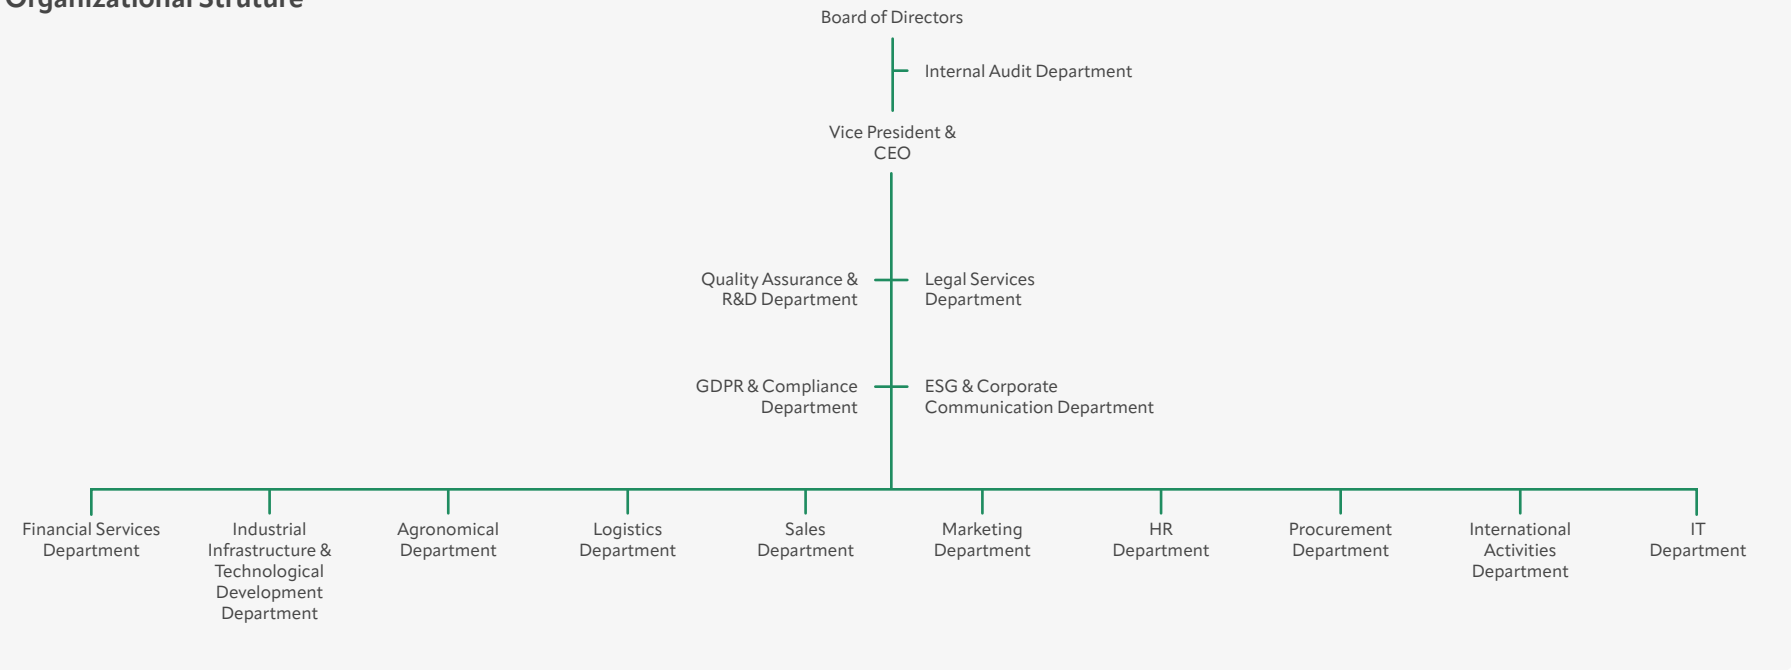 Organizational Struture
Board of Directors
Internal Audit Department
Vice President &
CEO
Quality Assurance &
R&D Department
Legal Services
Department
GDPR & Compliance
Department
ESG & Corporate
Communication Department
Financial Services
Department
Industrial
Infrastructure &
Technological
Development
Department
Agronomical
Department
Logistics
Department
Sales
Department
Marketing
Department
HR
Department
Procurement
Department
International
Activities
Department
IT
Department